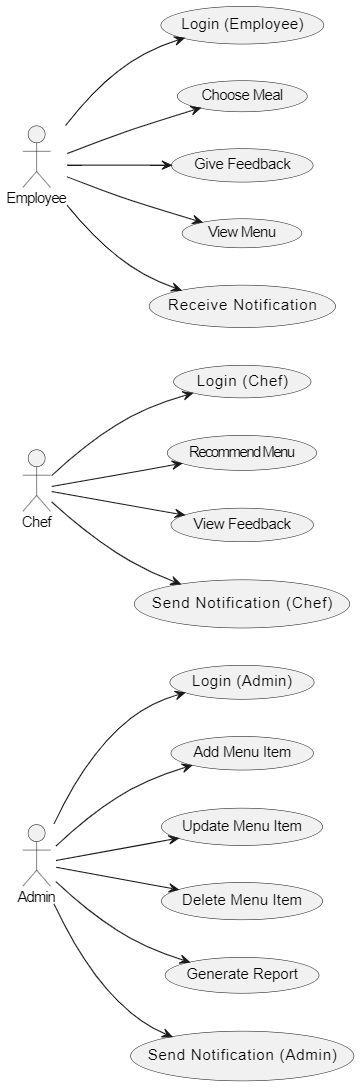 Login (Employee)
Choose Meal
Give Feedback
Employee
View Menu
Receive Notification
Login (Chef)
Recommend Menu
Chef
View Feedback
Send Notification (Chef)
Login (Admin)
Add Menu Item
Update Menu Item
Admin
Delete Menu Item
Generate Report
Send Notification (Admin)